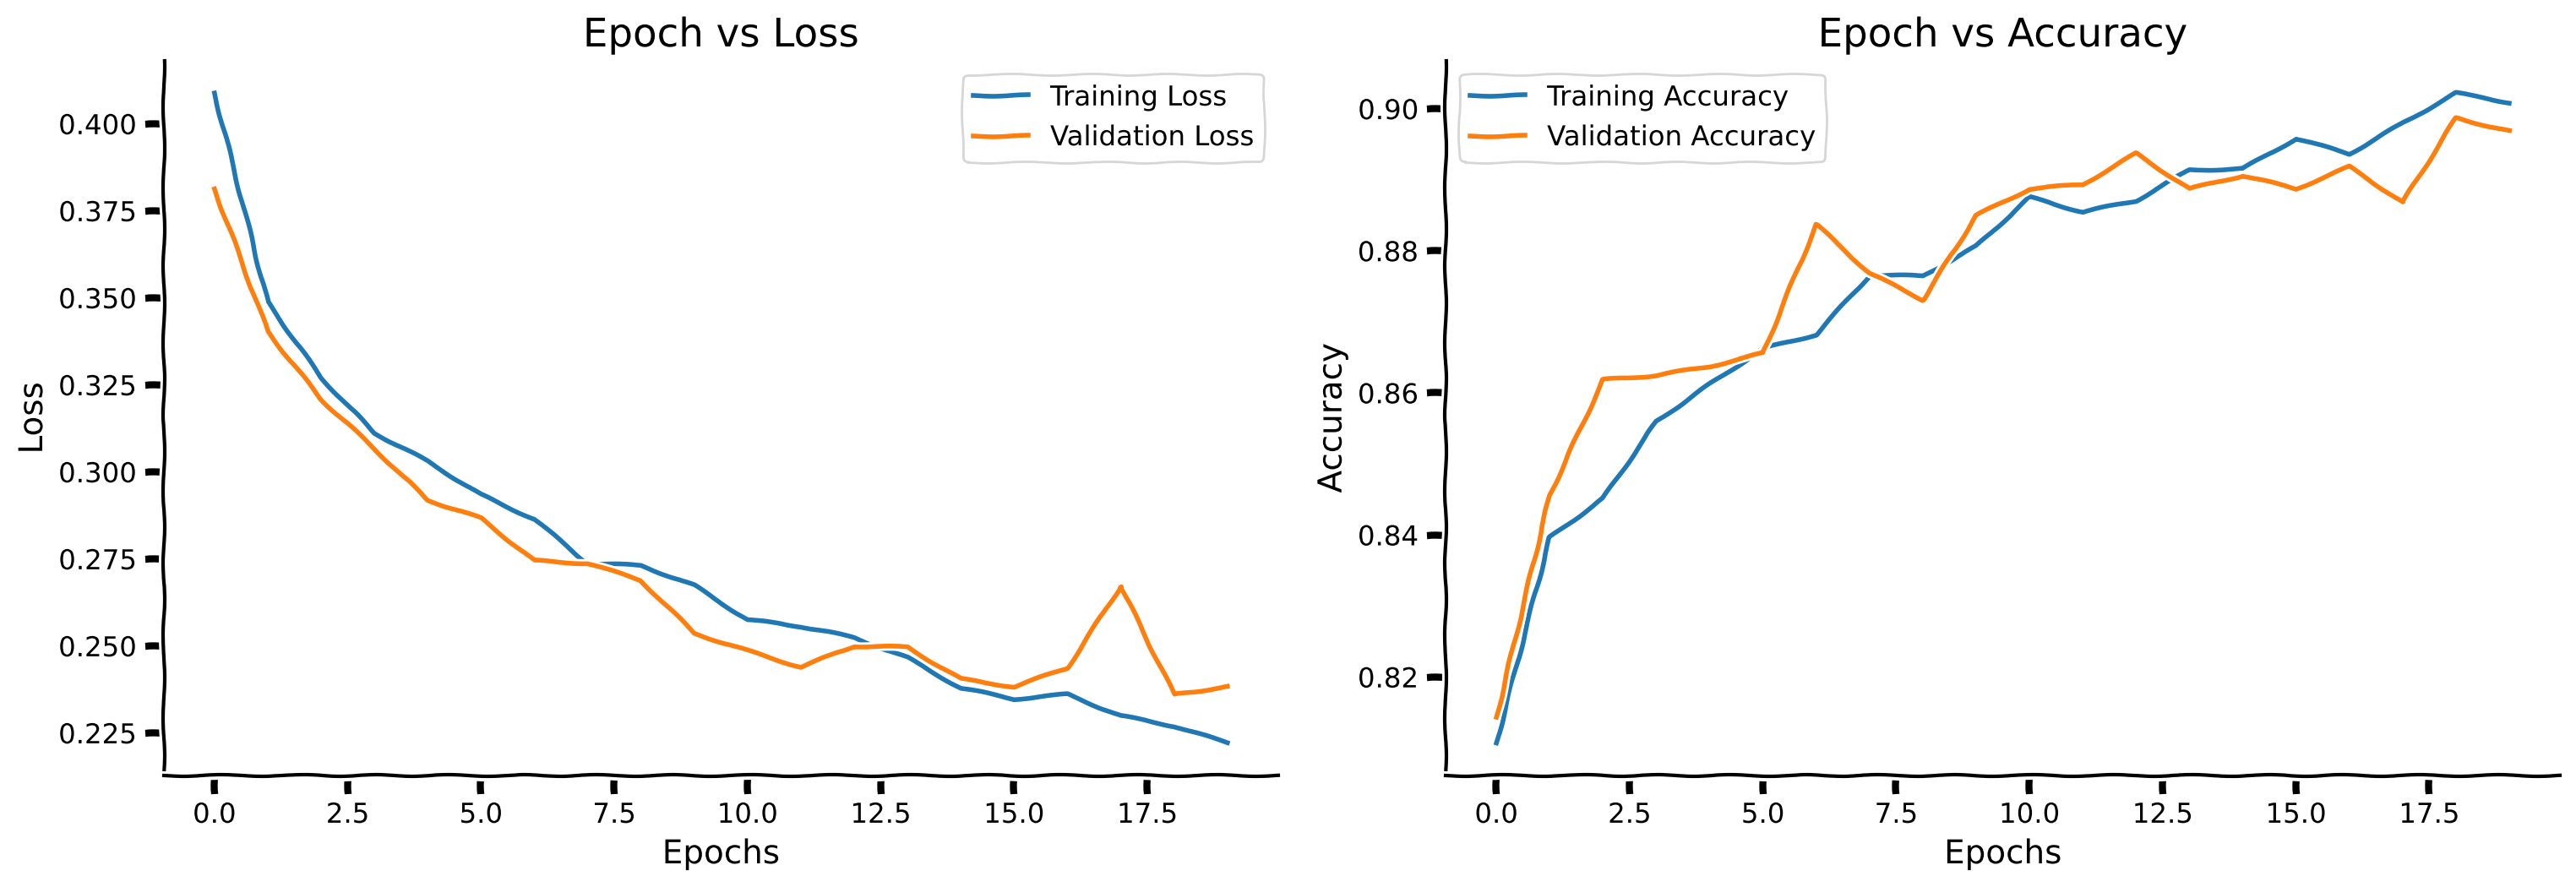 Epoch vs Loss
Training Loss
Validation Loss
0.400
0.375
0.350
0.325
0.300
0.275
0.250
0.225
Loss
0.0 2.5 5.0 7.5 10.0 12.5 15.0 17.5
Epochs
Epoch vs Accuracy
Training Accuracy
Validation Accuracy
0.90
0.88
0.86
0.84
0.82
Accuracy
0.0 2.5 5.0 7.5 10.0 12.5 15.0 17.5
Epochs